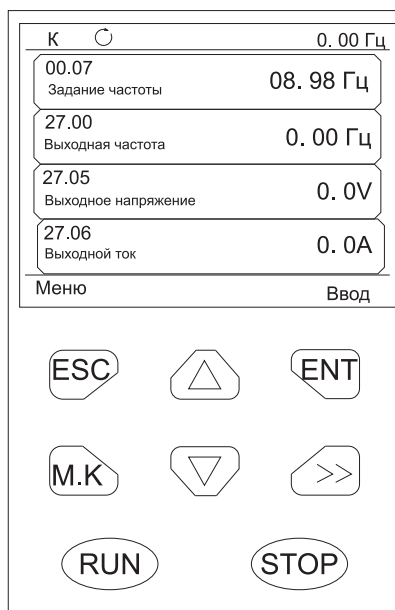 К 0. 00 Гц
00.07
Задание частоты 08. 98 Гц
27.00
Выходная частота 0. 00 Гц
27.05
Выходное напряжение 0. 0V
27.06
Выходной ток 0. 0A
Меню Ввод
ESC ENT
M.K >>
RUN STOP